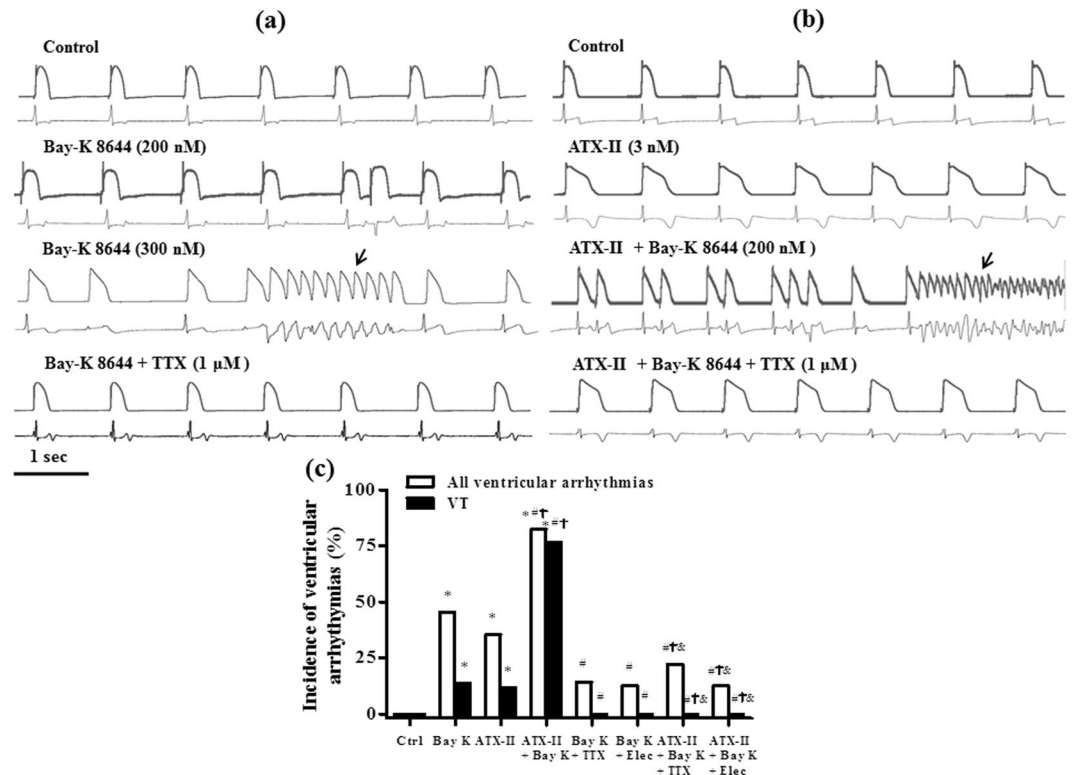 (a)
Control
Bay-K 8644 (200 nM)
Bay-K 8644 (300 nM)
Bay-K 8644 + TTX (1 µM )
1 sec
(b)
Control
ATX-II (3 nM)
ATX-II + Bay-K 8644 (200 nM )
ATX-II + Bay-K 8644 + TTX (1 µM )
(c)
All ventricular arrhythmias
VT
Incidence of ventricular
arrhythymias (%)
100
75
50
25
0
* * * * *#✝ *#✝ # # # # #✝& #✝& #✝& #✝&
Ctrl
Bay K
ATX-II
ATX-II
+ Bay K
Bay K
+ TTX
Bay K
+ Elec
ATX-II
+ Bay K
+ TTX
ATX-II
+ Bay K
+ Elec